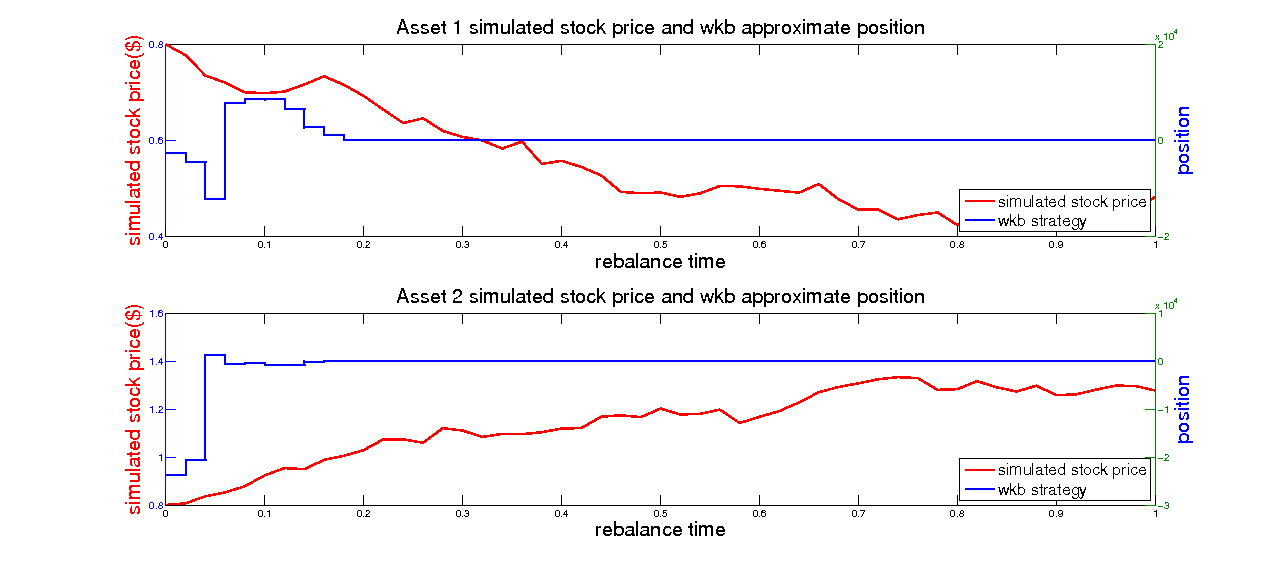 Asset 1 simulated stock price and wkb approximate position
x 10^4
simulated stock price($)
0.8
0.6
0.4
2
0
-2
position
simulated stock price
wkb strategy
0 0.1 0.2 0.3 0.4 0.5 0.6 0.7 0.8 0.9 1
rebalance time
Asset 2 simulated stock price and wkb approximate position
x 10^4
simulated stock price($)
1.6
1.4
1.2
1
0.8
1
0
-1
-2
-3
position
simulated stock price
wkb strategy
0 0.1 0.2 0.3 0.4 0.5 0.6 0.7 0.8 0.9 1
rebalance time